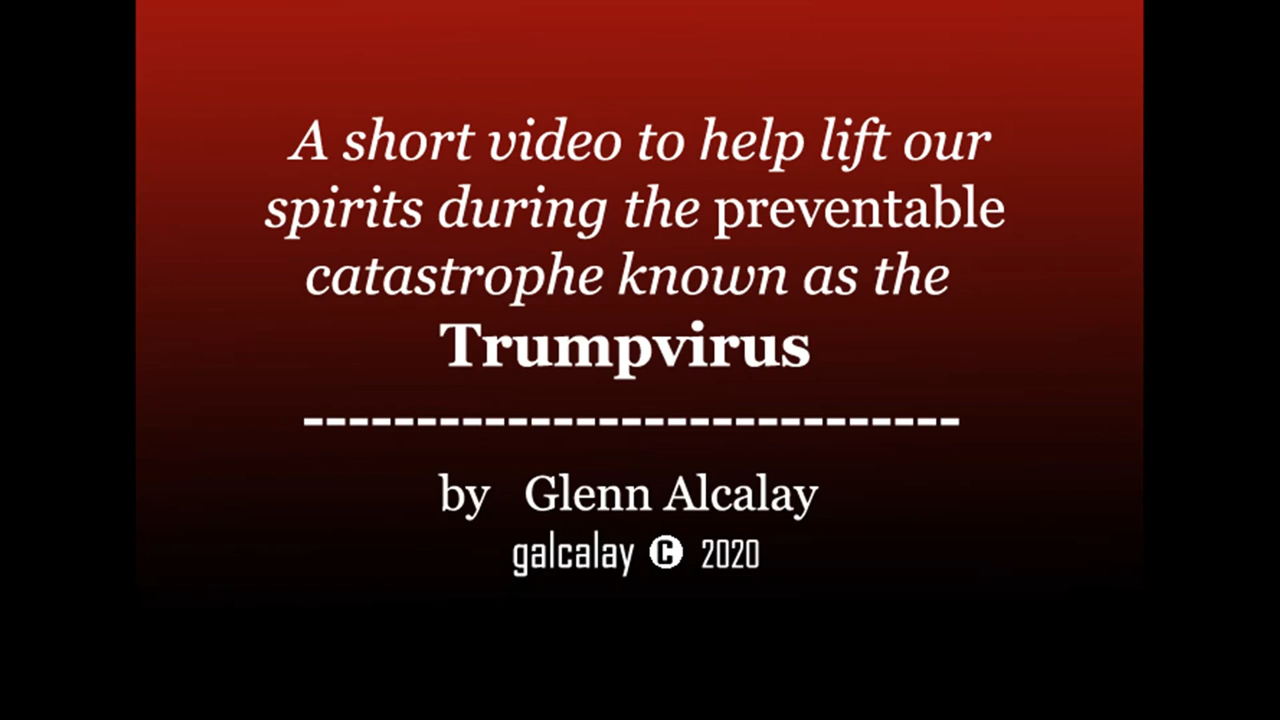 A short video to help lift our
spirits during the preventable
catastrophe known as the
Trumpvirus
-----------------------------
by Glenn Alcalay
galcalay © 2020